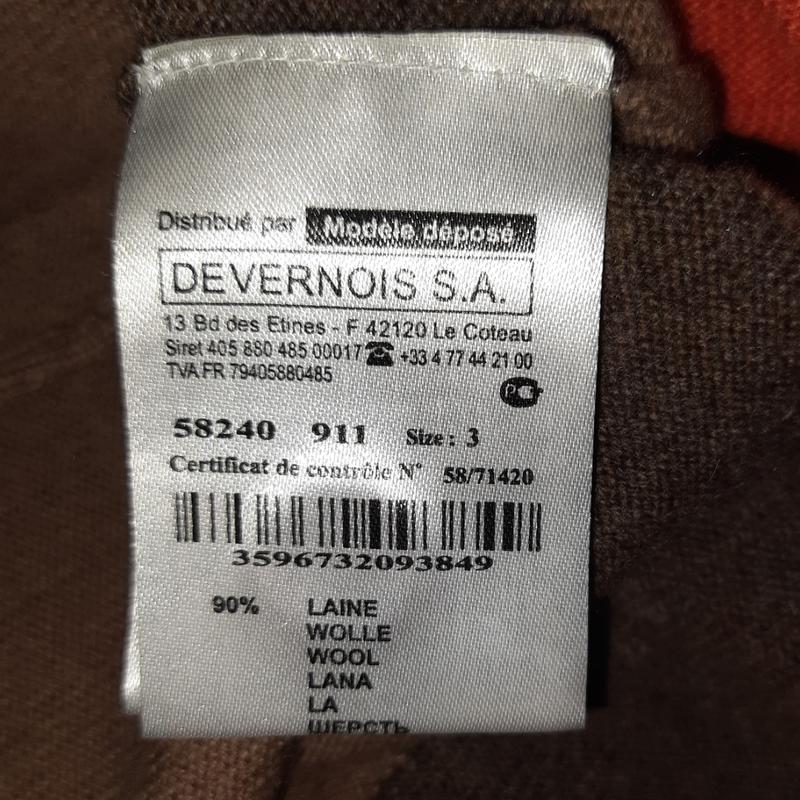 Distribué par Modèle déposé
DEVERNOIS S.A.
13 Bd des Etines - F 42120 Le Coteau
Siret 405 880 485 00017 ☎ +33 4 77 44 21 00
TVA FR 79405880485
58240 911 Size : 3
Certificat de contrôle N° 58/71420
3596732093849
90% LAINE
WOLLE
WOOL
LANA
LA
ШЕРСТЬ